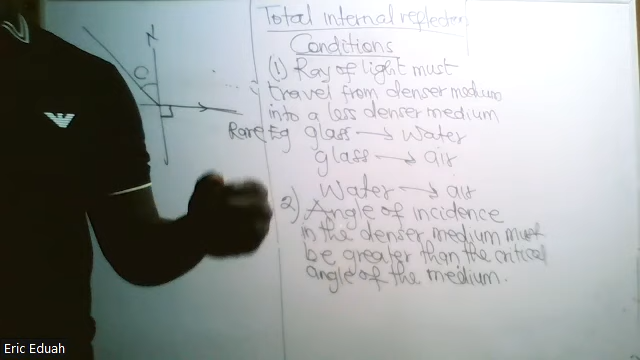 Total internal reflection
Conditions
N
C
(1) Ray of light must
travel from denser medium
into a less denser medium
Rare Eg glass → Water
glass → air
Water → air
2) Angle of incidence
in the denser medium must
be greater than the critical
angle of the medium.
Eric Eduah